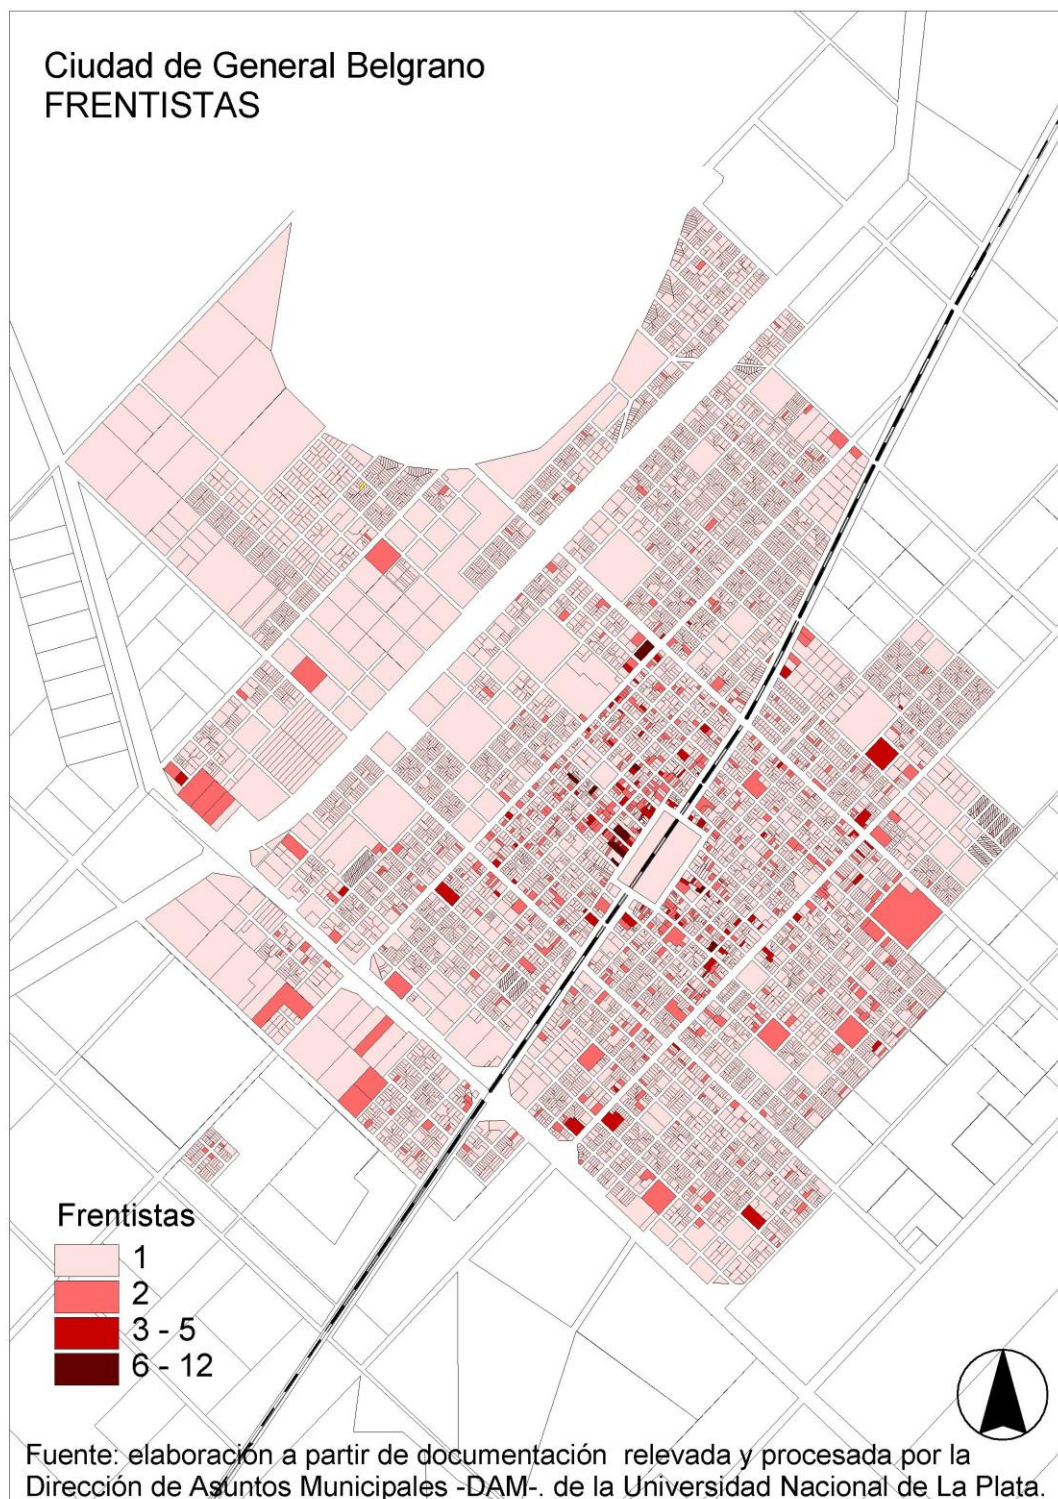 Ciudad de General Belgrano
FRENTISTAS
Frentistas
1
2
3 - 5
6 - 12
Fuente: elaboración a partir de documentación relevada y procesada por la
Dirección de Asuntos Municipales -DAM-. de la Universidad Nacional de La Plata.